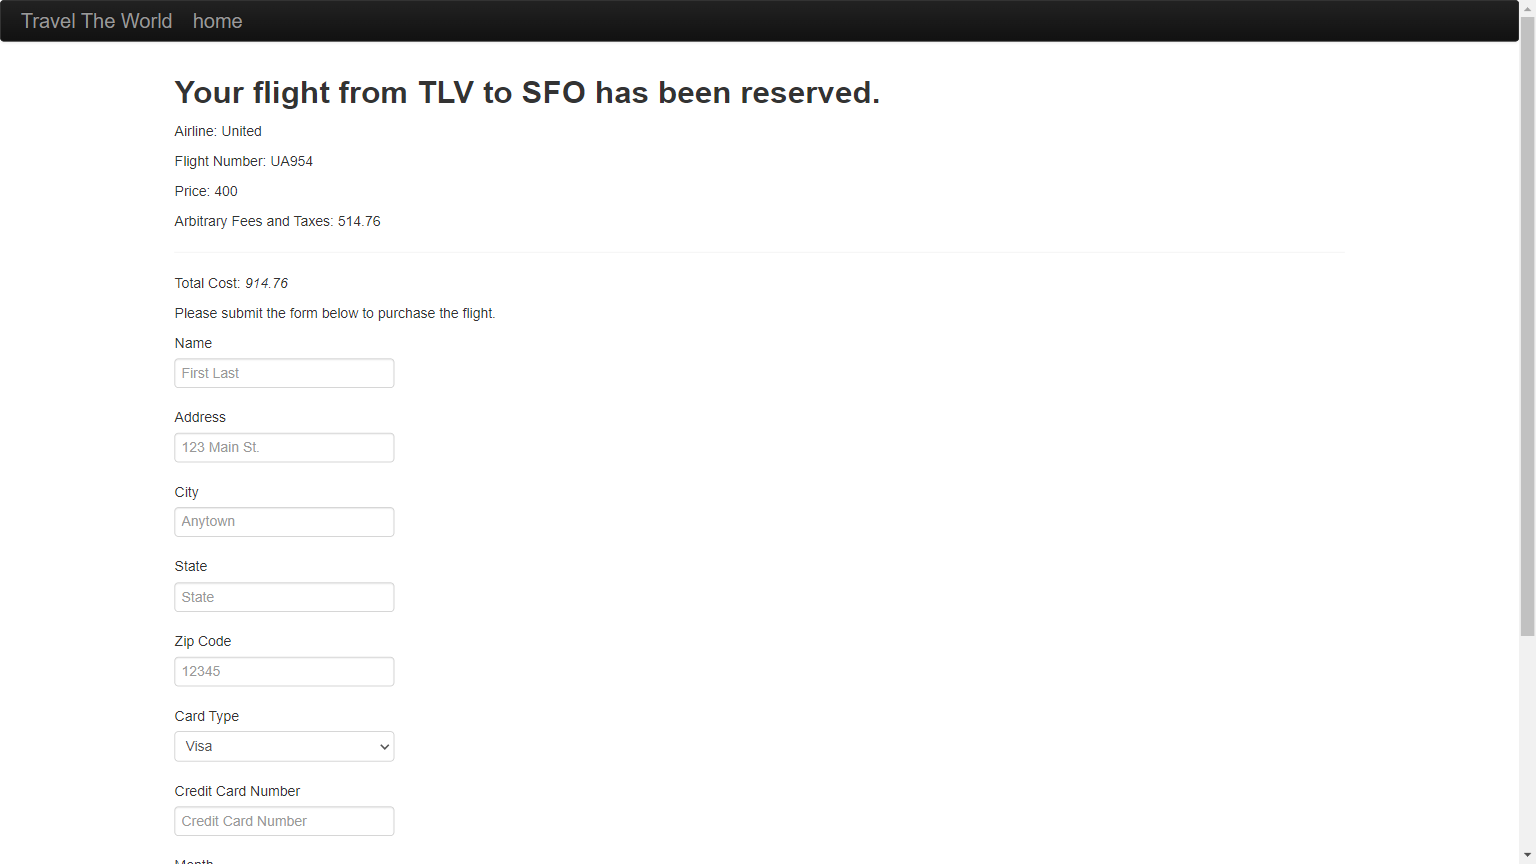 Travel The World home
Your flight from TLV to SFO has been reserved.
Airline: United
Flight Number: UA954
Price: 400
Arbitrary Fees and Taxes: 514.76
Total Cost: 914.76
Please submit the form below to purchase the flight.
Name
First Last
Address
123 Main St.
City
Anytown
State
State
Zip Code
12345
Card Type
Visa
Credit Card Number
Credit Card Number
Month